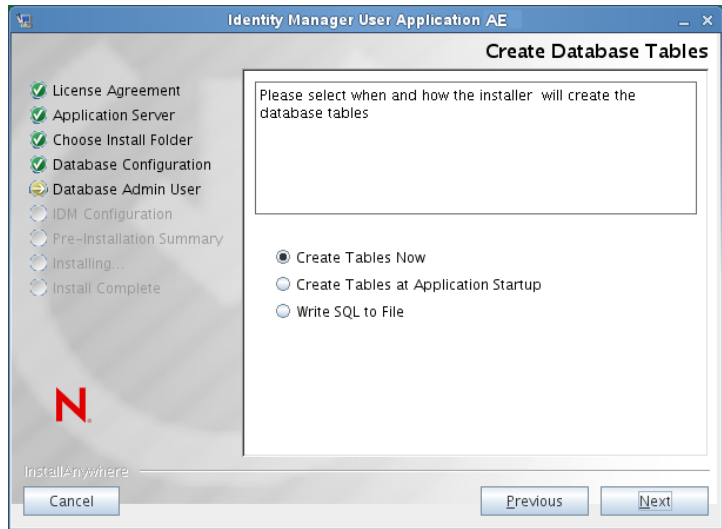 Identity Manager User Application AE
Create Database Tables
License Agreement
Application Server
Choose Install Folder
Database Configuration
Database Admin User
IDM Configuration
Pre-Installation Summary
Installing...
Install Complete
Please select when and how the installer will create the
database tables
Create Tables Now
Create Tables at Application Startup
Write SQL to File
N
InstallAnywhere
Cancel
Previous
Next